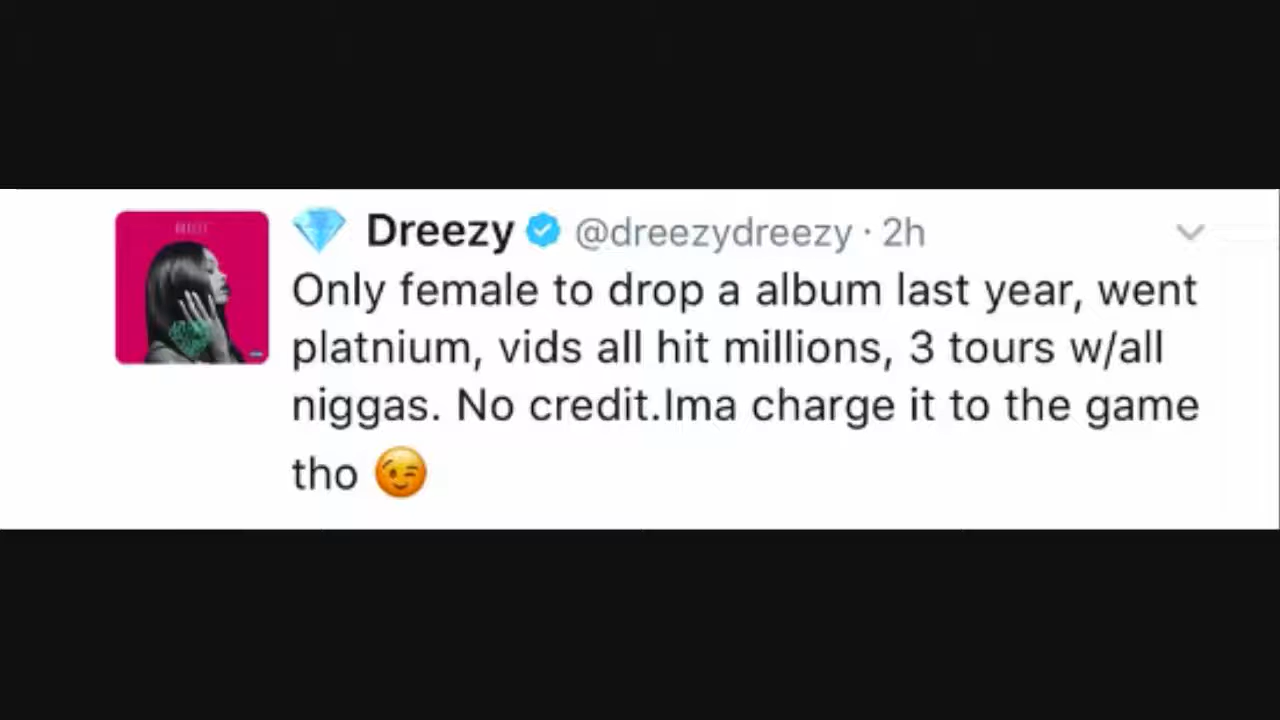 💎 Dreezy @dreezydreezy · 2h
Only female to drop a album last year, went
platnium, vids all hit millions, 3 tours w/all
niggas. No credit.Ima charge it to the game
tho 😉